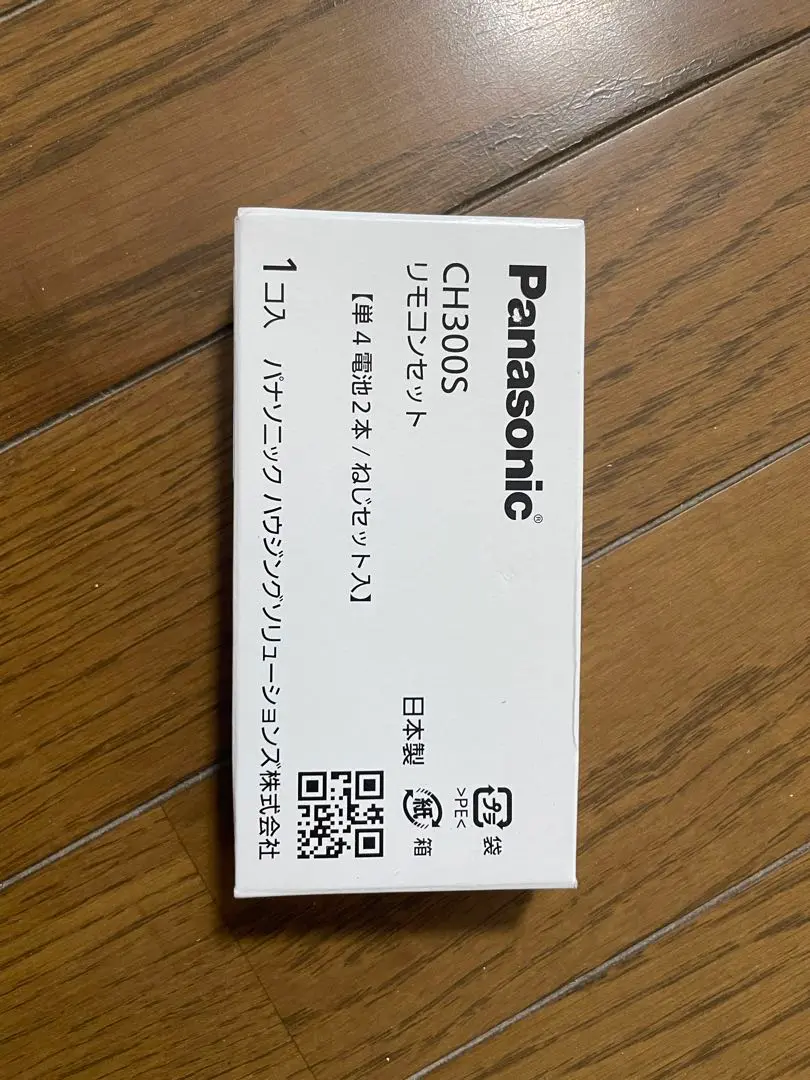 Panasonic®
CH300S
リモコンセット
【単4電池2本/ねじセット入】
日本製
プラ
>PE<
袋
紙
箱
1コ入 パナソニック ハウジングソリューションズ株式会社